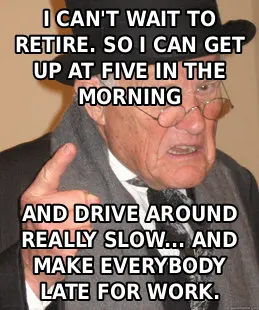 I CAN'T WAIT TO
RETIRE. SO I CAN GET
UP AT FIVE IN THE
MORNING
AND DRIVE AROUND
REALLY SLOW... AND
MAKE EVERYBODY
LATE FOR WORK.